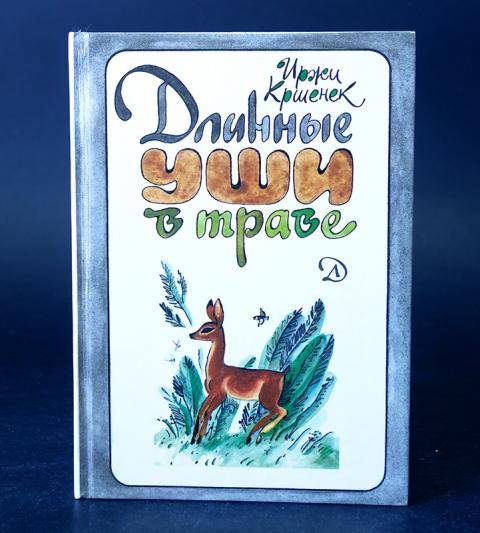 Иржи
Кршенек
Длинные
уши
в траве
Д